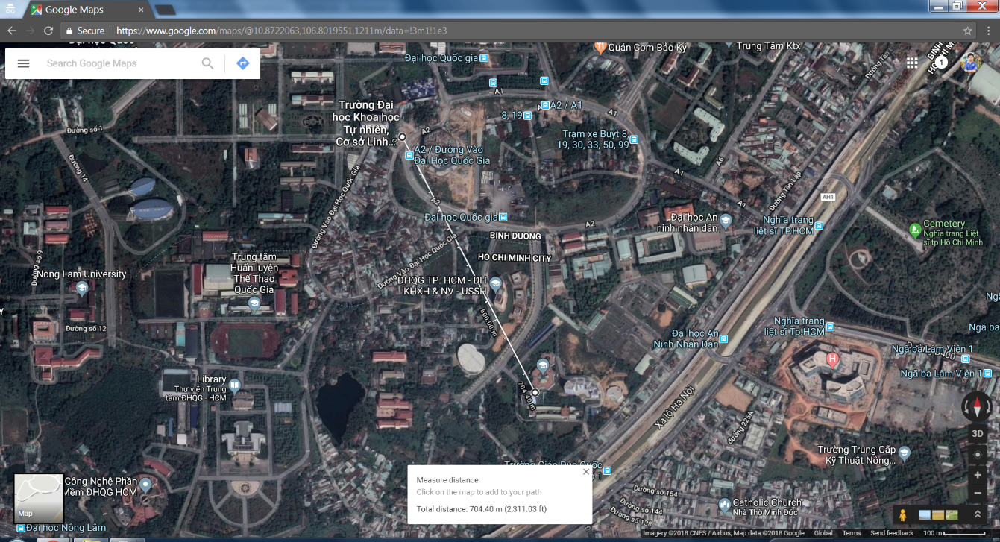 Google Maps
Secure
https://www.google.com/maps/@10.8722063,106.8019551,1211m/data=!3m1!1e3
Search Google Maps
Đại học Quốc gia
Quán Cơm Bảo Ký
Trung Tâm Ktx
Đường Tân
1
A1
A2 / A1
A1
8, 19
Trường Đại
học Khoa học
Tự nhiên,
Cơ sở Linh...
A2
Trạm xe Buýt 8,
19, 30, 33, 50, 99
Đường số 1
A2 / Đường Vào
Đại Học Quốc Gia
Đường 14
A6
A1
Đường Tân Lập
Đường Vào Đại Học Quốc Gia
A2
A1
AH1
Đại học Quốc gia
A2
Đại học An
ninh nhân dân
Nghĩa trang
liệt sĩ TP.HCM
Cemetery
Nghĩa trang Liệt
sĩ tp Hồ Chí Minh
BINH DUONG
HO CHI MINH CITY
Đường Vào Đại Học Quốc Gia
Đường số 9
Nong Lam University
Trung tâm
Huấn luyện
Thể Thao
Quốc Gia
ĐHQG TP. HCM - ĐH
KHXH & NV - USSH
500.00 m
Đường số 12
Đại học An
Ninh Nhân Dân
Nghĩa trang
liệt sĩ Tp.HCM
Ngã ba
H
Ngã ba Lâm Viên 1
Ngã ba Lâm Viên 1
Library
Thư viện Trung
tâm ĐHQG - HCM
704.40 m
Xa lộ Hà Nội
đường 225A
3D
Trường Trung Cấp
Kỹ Thuật Nông...
Công Nghệ Phần
Mềm ĐHQG HCM
Map
Đại học Nông Lâm
Trường Giáo Dục Quốc
Measure distance
Click on the map to add to your path
Total distance: 704.40 m (2,311.03 ft)
Đường số 154
Đường số 144
Đường số 138
Catholic Church
Nhà Thờ Minh Đức
Imagery ©2018 CNES / Airbus, Map data ©2018 Google
Global
Terms
Send feedback
100 m